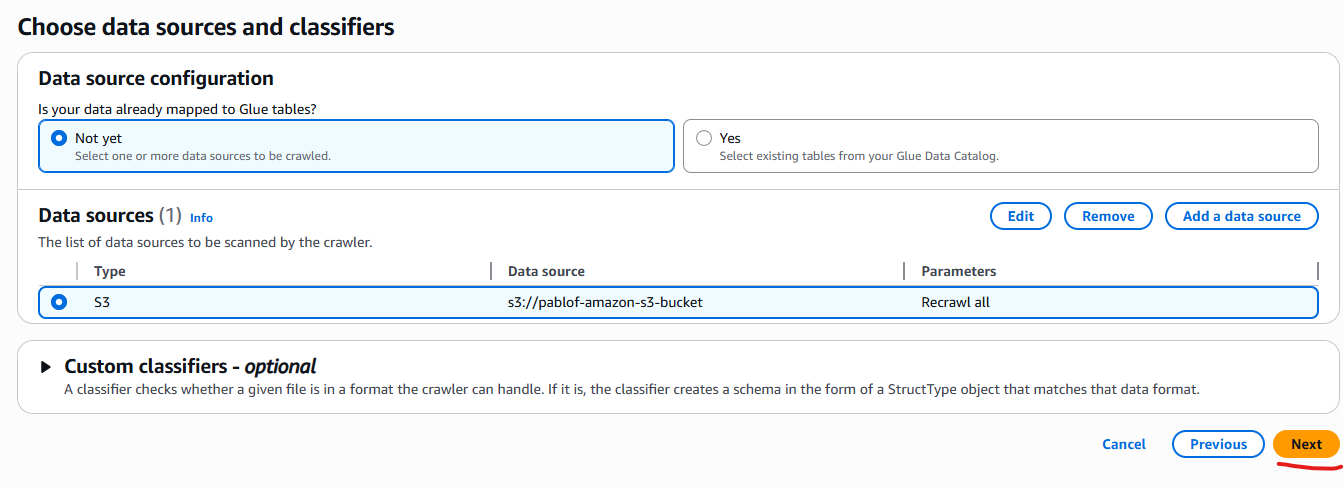 Choose data sources and classifiers
Data source configuration
Is your data already mapped to Glue tables?
Not yet
Select one or more data sources to be crawled.
Yes
Select existing tables from your Glue Data Catalog.
Data sources (1) Info
Edit
Remove
Add a data source
The list of data sources to be scanned by the crawler.
Type Data source Parameters
S3 s3://pablof-amazon-s3-bucket Recrawl all
Custom classifiers - optional
A classifier checks whether a given file is in a format the crawler can handle. If it is, the classifier creates a schema in the form of a StructType object that matches that data format.
Cancel Previous Next